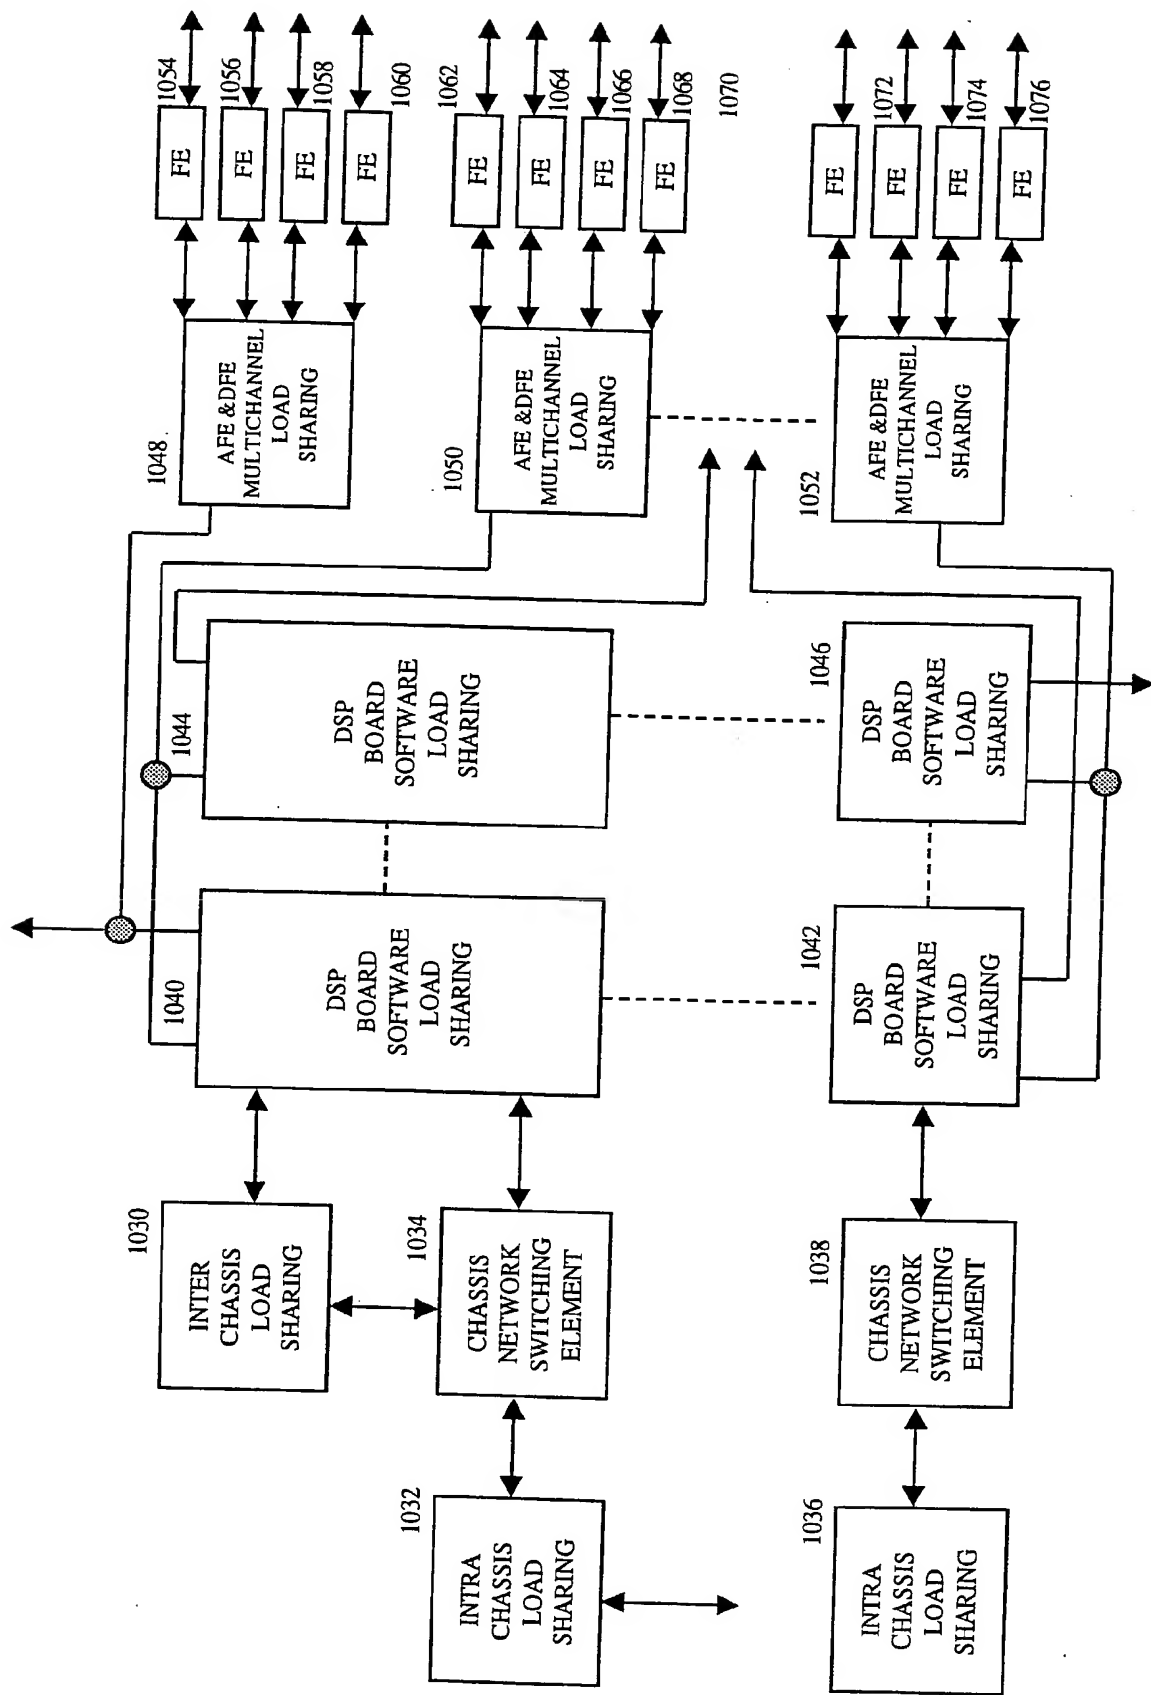 1054
FE
1056
FE
1058
FE
1060
FE
1048
AFE &DFE
MULTICHANNEL
LOAD
SHARING
1062
FE
1064
FE
1066
FE
1068
FE
1070
1050
AFE &DFE
MULTICHANNEL
LOAD
SHARING
FE
1072
FE
1074
FE
1076
FE
1052
AFE &DFE
MULTICHANNEL
LOAD
SHARING
1044
DSP
BOARD
SOFTWARE
LOAD
SHARING
1046
DSP
BOARD
SOFTWARE
LOAD
SHARING
1040
DSP
BOARD
SOFTWARE
LOAD
SHARING
1042
DSP
BOARD
SOFTWARE
LOAD
SHARING
1030
INTER
CHASSIS
LOAD
SHARING
1034
CHASSIS
NETWORK
SWITCHING
ELEMENT
1038
CHASSIS
NETWORK
SWITCHING
ELEMENT
1032
INTRA
CHASSIS
LOAD
SHARING
1036
INTRA
CHASSIS
LOAD
SHARING